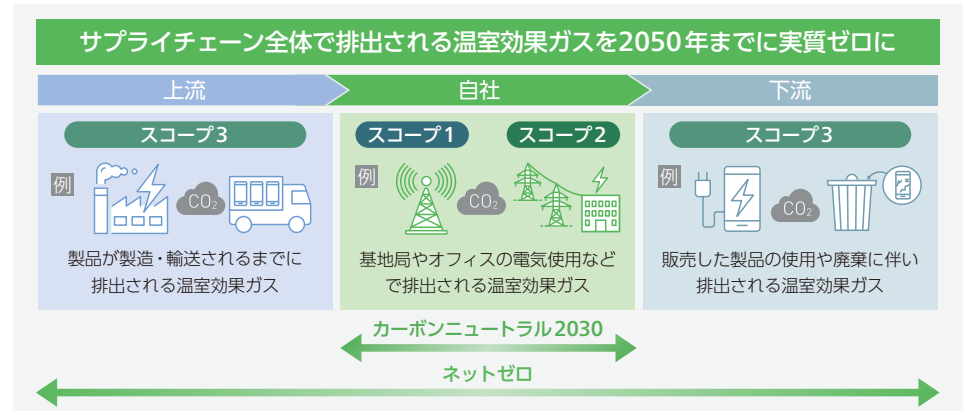 サプライチェーン全体で排出される温室効果ガスを2050年までに実質ゼロに
上流
自社
下流
スコープ3
スコープ1
スコープ2
スコープ3
例
CO₂
例
CO₂
例
CO₂
製品が製造・輸送されるまでに
排出される温室効果ガス
基地局やオフィスの電気使用など
で排出される温室効果ガス
販売した製品の使用や廃棄に伴い
排出される温室効果ガス
カーボンニュートラル2030
ネットゼロ